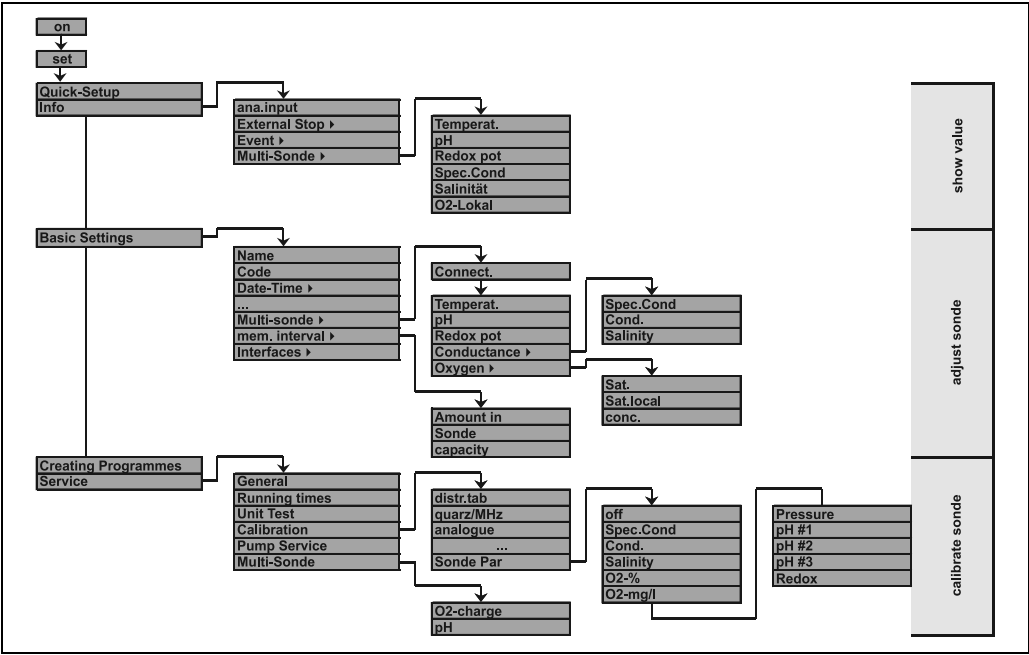 on
set
Quick-Setup
Info
ana.input
External Stop ▸
Event ▸
Multi-Sonde ▸
Temperat.
pH
Redox pot
Spec.Cond
Salinität
O2-Lokal
show value
Basic Settings
Name
Code
Date-Time ▸
...
Multi-sonde ▸
mem. interval ▸
Interfaces ▸
Connect.
Temperat.
pH
Redox pot
Conductance ▸
Oxygen ▸
Spec.Cond
Cond.
Salinity
Sat.
Sat.local
conc.
Amount in
Sonde
capacity
adjust sonde
Creating Programmes
Service
General
Running times
Unit Test
Calibration
Pump Service
Multi-Sonde
distr.tab
quarz/MHz
analogue
...
Sonde Par
O2-charge
pH
off
Spec.Cond
Cond.
Salinity
O2-%
O2-mg/l
Pressure
pH #1
pH #2
pH #3
Redox
calibrate sonde